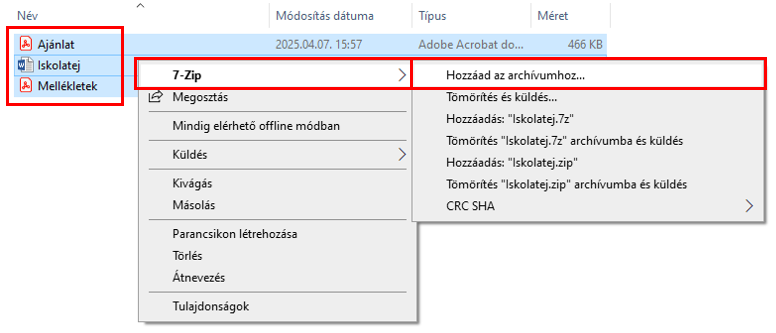 Név Módosítás dátuma Típus Méret
Ajánlat 2025.04.07. 15:57 Adobe Acrobat do... 466 KB
Iskolatej
Mellékletek
7-Zip
Megosztás
Mindig elérhető offline módban
Küldés
Kivágás
Másolás
Parancsikon létrehozása
Törlés
Átnevezés
Tulajdonságok
Hozzáad az archívumhoz...
Tömörítés és küldés...
Hozzáadás: "Iskolatej.7z"
Tömörítés "Iskolatej.7z" archívumba és küldés
Hozzáadás: "Iskolatej.zip"
Tömörítés "Iskolatej.zip" archívumba és küldés
CRC SHA